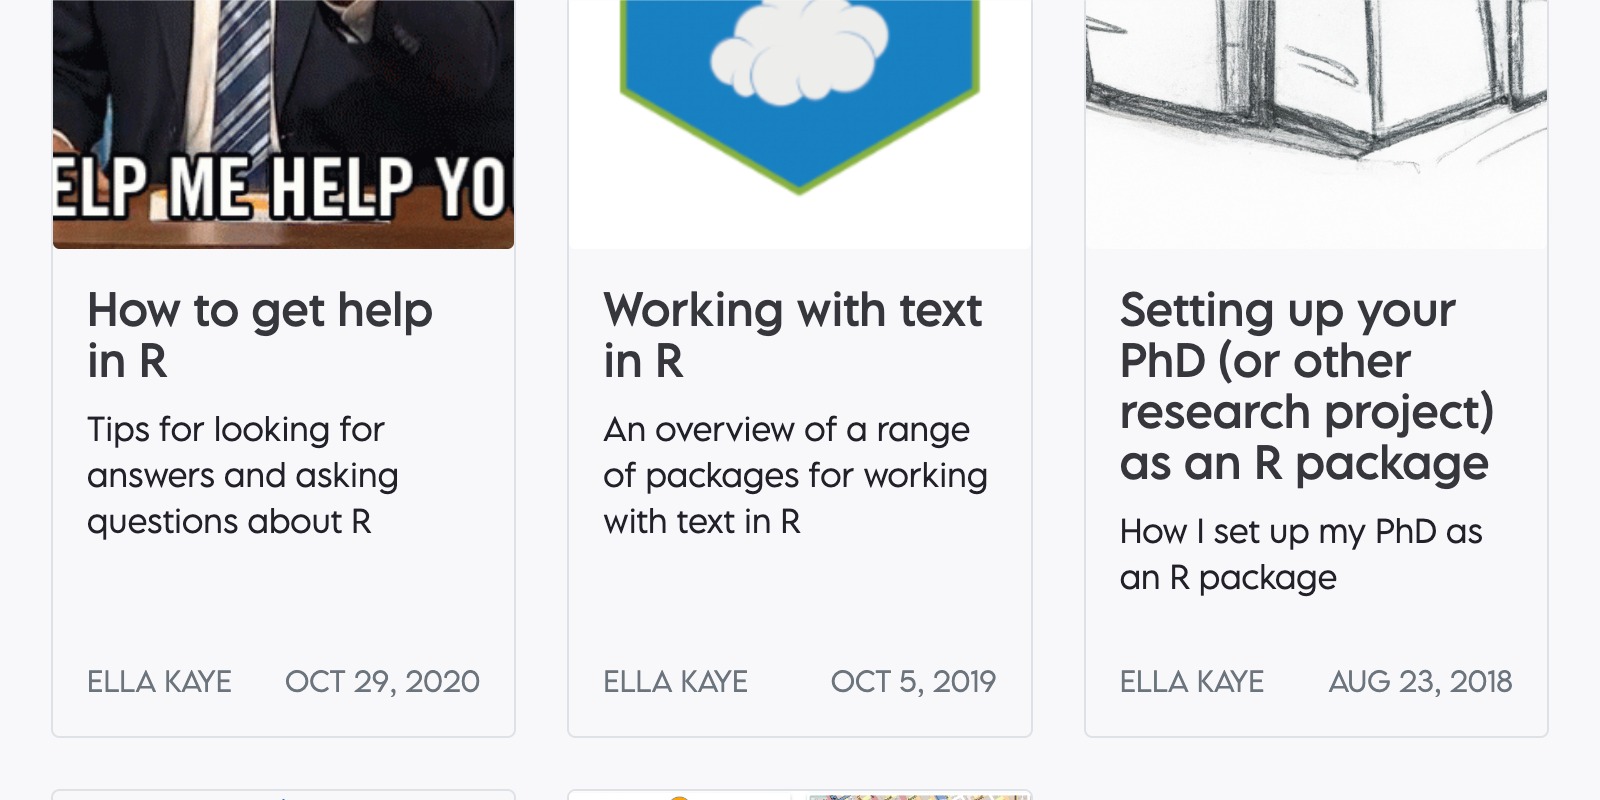 ELP ME HELP YO
How to get help
in R
Tips for looking for
answers and asking
questions about R
ELLA KAYE OCT 29, 2020
Working with text
in R
An overview of a range
of packages for working
with text in R
ELLA KAYE OCT 5, 2019
Setting up your
PhD (or other
research project)
as an R package
How I set up my PhD as
an R package
ELLA KAYE AUG 23, 2018